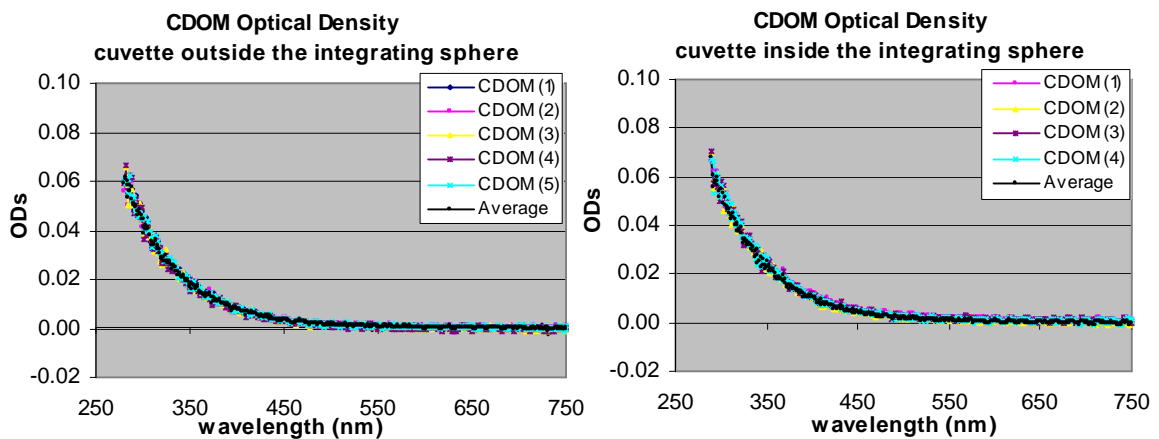 CDOM Optical Density
cuvette outside the integrating sphere
0.10
0.08
0.06
0.04
0.02
0.00
-0.02
ODs
CDOM (1)
CDOM (2)
CDOM (3)
CDOM (4)
CDOM (5)
Average
250 350 450 550 650 750
wavelength (nm)
CDOM Optical Density
cuvette inside the integrating sphere
0.10
0.08
0.06
0.04
0.02
0.00
-0.02
ODs
CDOM (1)
CDOM (2)
CDOM (3)
CDOM (4)
Average
250 350 450 550 650 750
wavelength (nm)